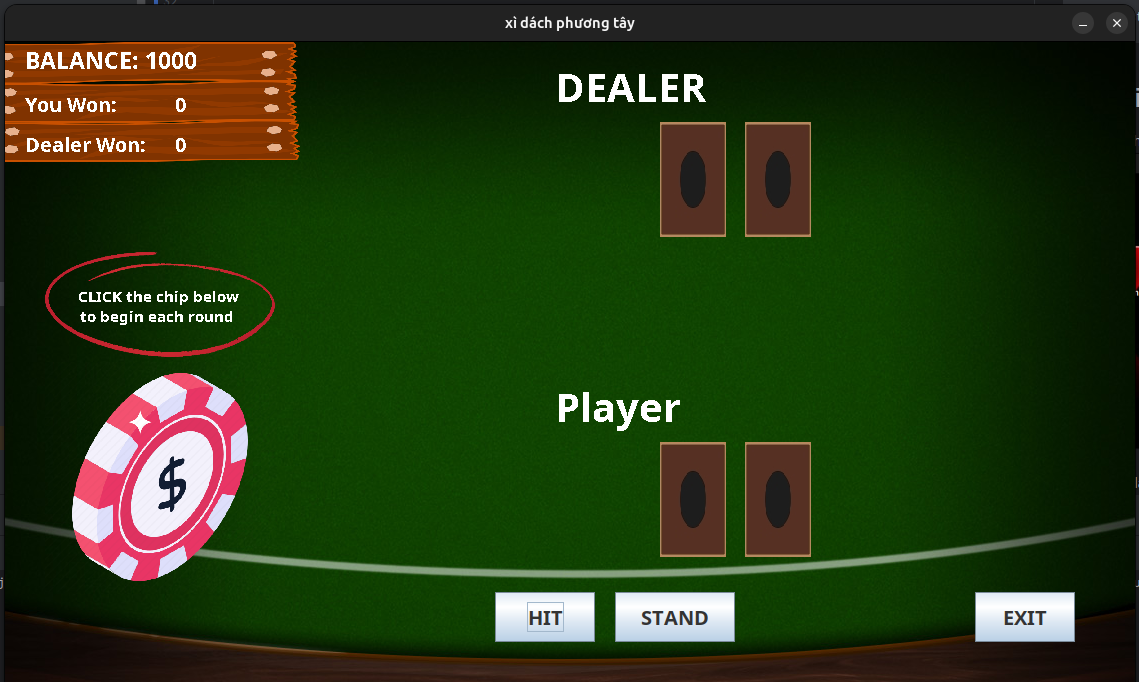 xì dách phương tây
BALANCE: 1000
You Won: 0
Dealer Won: 0
DEALER
CLICK the chip below
to begin each round
Player
$
HIT STAND EXIT